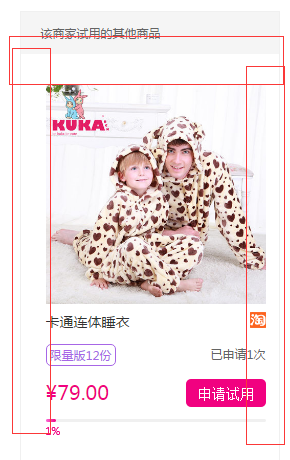 该商家试用的其他商品
KUKA
卡通连体睡衣
淘
限量版12份
已申请1次
¥79.00
申请试用
1%